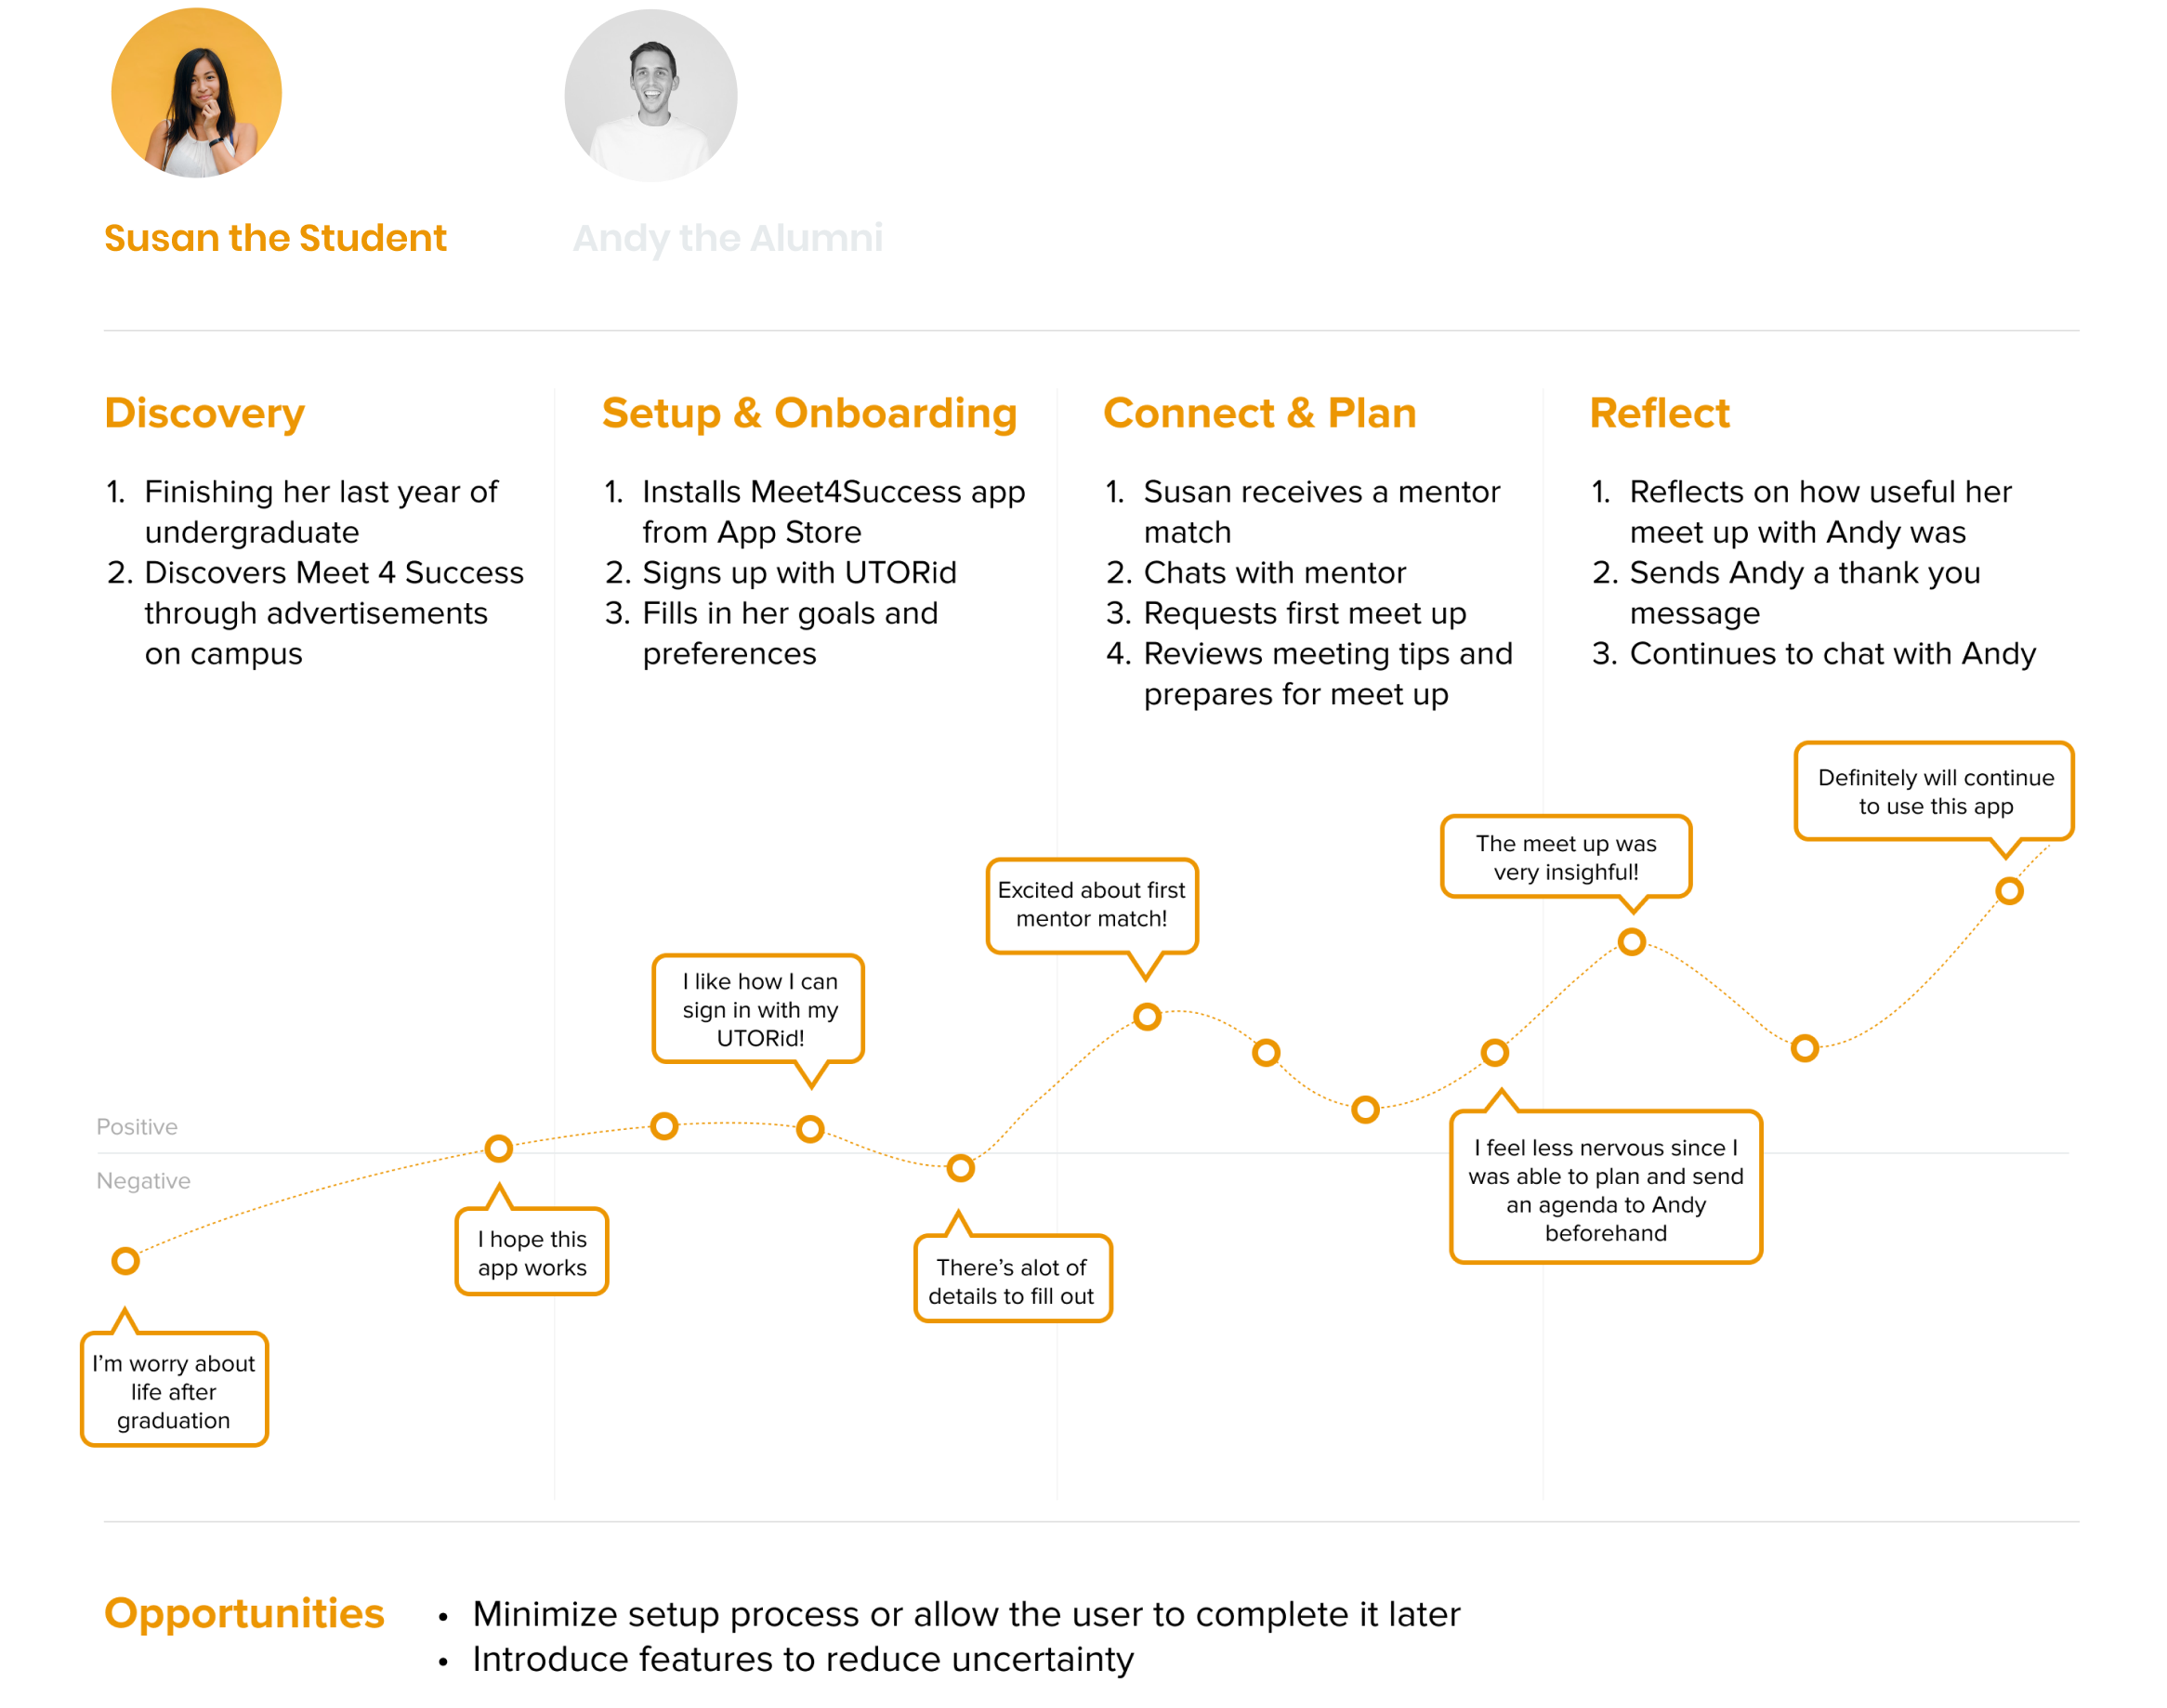 Susan the Student
Andy the Alumni
Discovery
1. Finishing her last year of
undergraduate
2. Discovers Meet 4 Success
through advertisements
on campus
Setup & Onboarding
1. Installs Meet4Success app
from App Store
2. Signs up with UTORid
3. Fills in her goals and
preferences
Connect & Plan
1. Susan receives a mentor
match
2. Chats with mentor
3. Requests first meet up
4. Reviews meeting tips and
prepares for meet up
Reflect
1. Reflects on how useful her
meet up with Andy was
2. Sends Andy a thank you
message
3. Continues to chat with Andy
Positive
Negative
I'm worry about
life after
graduation
I hope this
app works
I like how I can
sign in with my
UTORid!
There's alot of
details to fill out
Excited about first
mentor match!
I feel less nervous since I
was able to plan and send
an agenda to Andy
beforehand
The meet up was
very insighful!
Definitely will continue
to use this app
Opportunities
• Minimize setup process or allow the user to complete it later
• Introduce features to reduce uncertainty